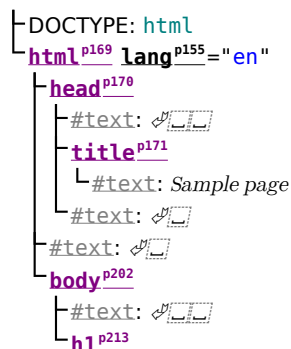 DOCTYPE: html
html p169 lang p155="en"
head p170
#text: ⏎␣␣
title p171
#text: Sample page
#text: ⏎␣
#text: ⏎␣
body p202
#text: ⏎␣␣
h1 p213